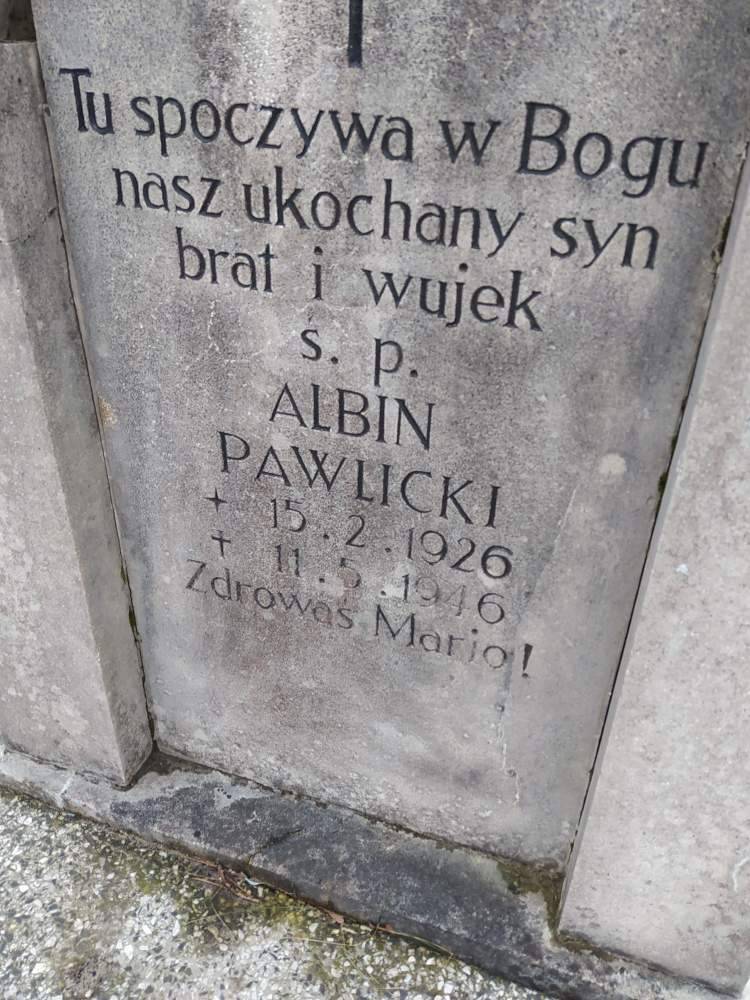 Tu spoczywa w Bogu
nasz ukochany syn
brat i wujek
ś. p.
ALBIN
PAWLICKI
+ 15.2.1926
+ 11.5.1946
Zdrowaś Mario!